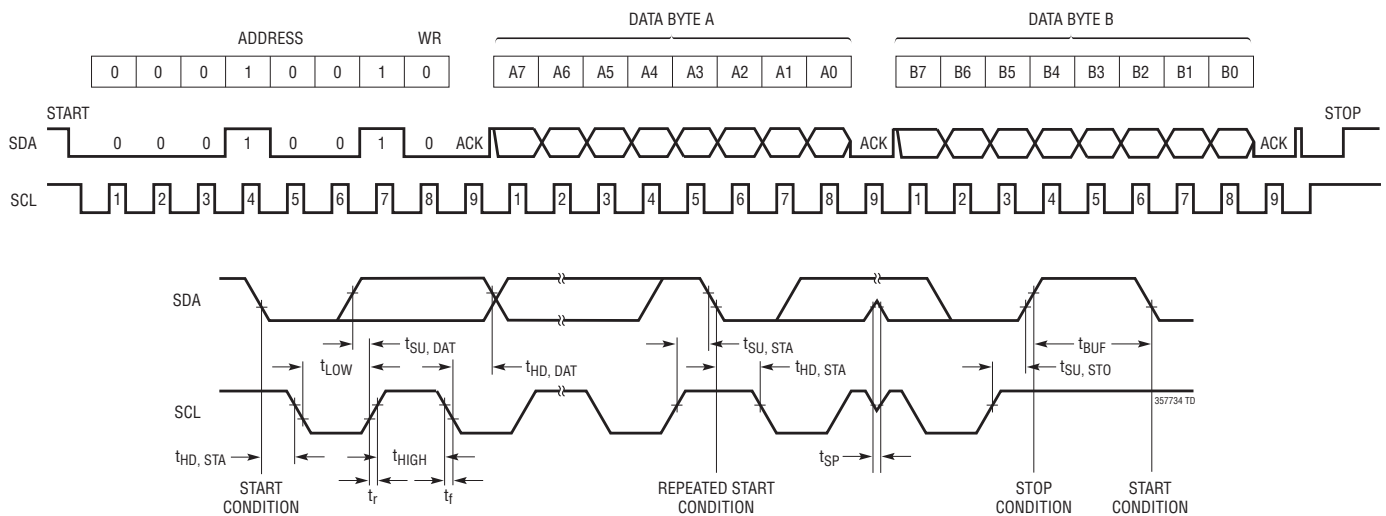 DATA BYTE A DATA BYTE B
ADDRESS WR
0 0 0 1 0 0 1 0 A7 A6 A5 A4 A3 A2 A1 A0 B7 B6 B5 B4 B3 B2 B1 B0
START STOP
SDA 0 0 0 1 0 0 1 0 ACK ACK ACK
SCL 1 2 3 4 5 6 7 8 9 1 2 3 4 5 6 7 8 9 1 2 3 4 5 6 7 8 9
SDA
tSU, DAT tSU, STA tBUF
tLOW tHD, DAT tHD, STA tSU, STO
SCL 357734 TD
tHD, STA tHIGH tSP
tr tf
START CONDITION REPEATED START CONDITION STOP CONDITION START CONDITION